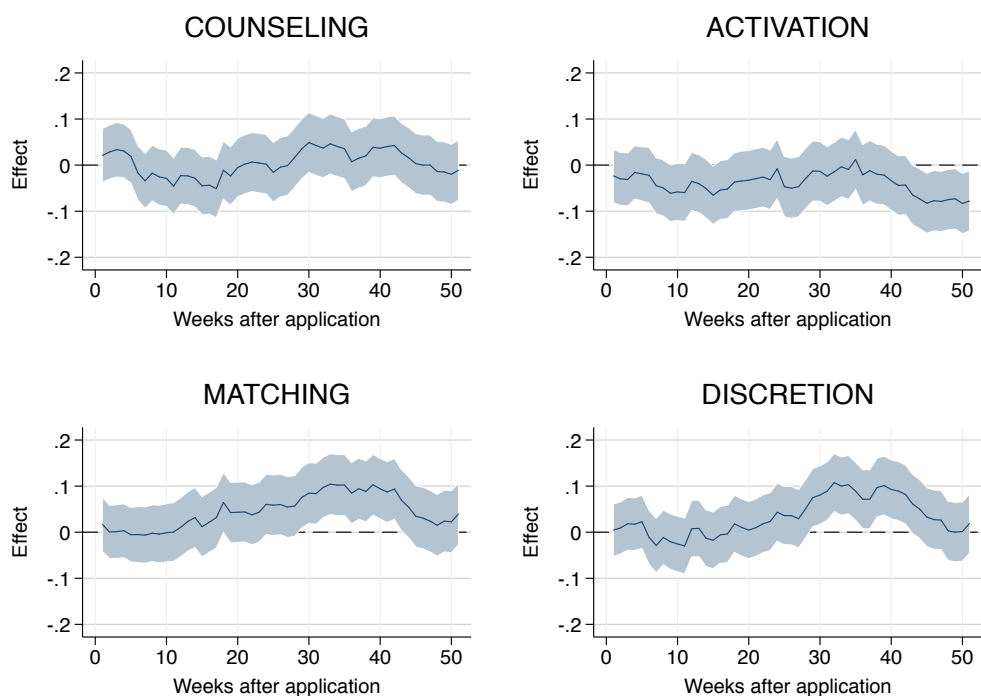 COUNSELING
.2
.1
0
-.1
-.2
Effect
0 10 20 30 40 50
Weeks after application
ACTIVATION
.2
.1
0
-.1
-.2
Effect
0 10 20 30 40 50
Weeks after application
MATCHING
.2
.1
0
-.1
-.2
Effect
0 10 20 30 40 50
Weeks after application
DISCRETION
.2
.1
0
-.1
-.2
Effect
0 10 20 30 40 50
Weeks after application